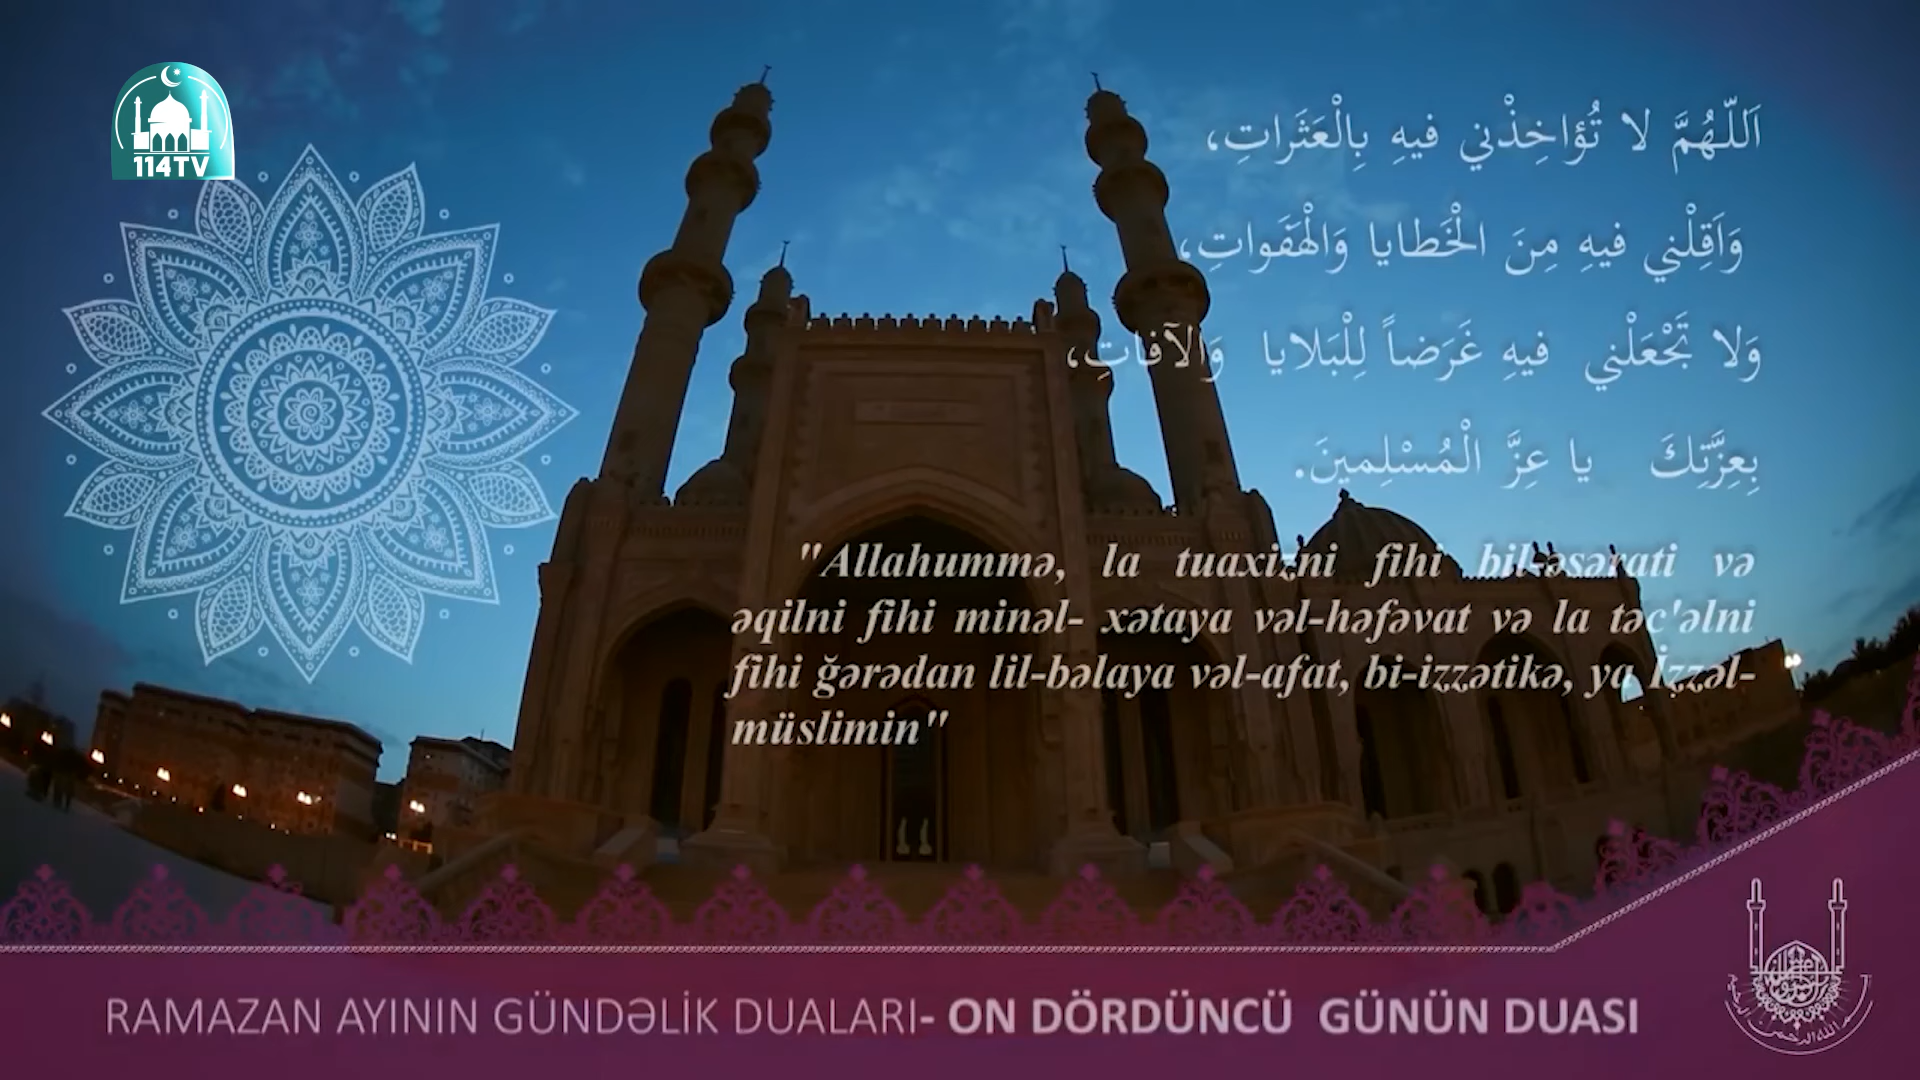 114TV
اَللّـهُمَّ لا تُؤاخِذْني فيهِ بِالْعَثَراتِ،
وَاَقِلْني فيهِ مِنَ الْخَطايا وَالْهَفَواتِ،
وَلا تَجْعَلْني فيهِ غَرَضاً لِلْبَلايا وَالآفاتِ،
بِعِزَّتِكَ يا عِزَّ الْمُسْلِمينَ.
"Allahummə, la tuaxizni fihi bil-əsərati və
əqilni fihi minəl- xətaya vəl-həfəvat və la təc'əlni
fihi ğərədan lil-bəlaya vəl-afat, bi-izzətikə, ya İzzəl-
müslimin"
RAMAZAN AYININ GÜNDƏLİK DUALARI- ON DÖRDÜNCÜ GÜNÜN DUASI